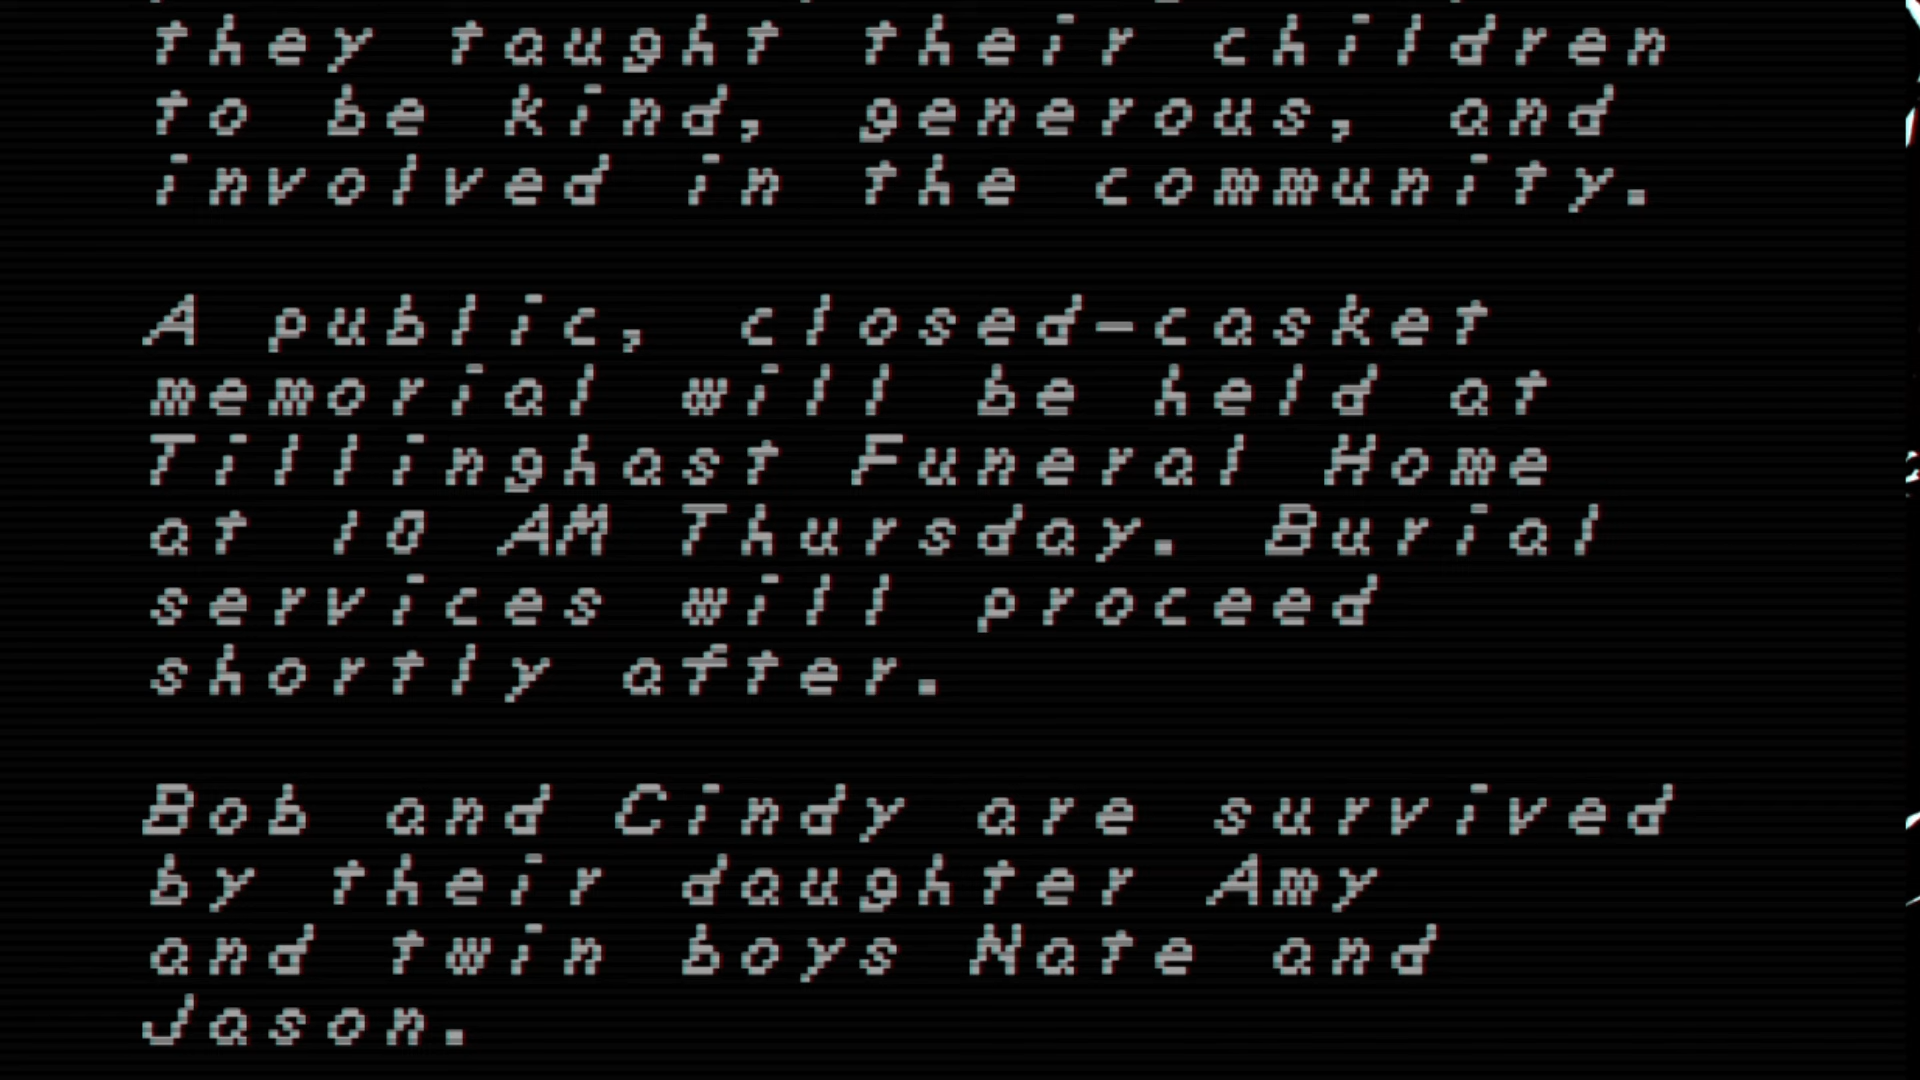 they taught their children
to be kind, generous, and
involved in the community.
A public, closed-casket
memorial will be held at
Tillinghast Funeral Home
at 10 AM Thursday. Burial
services will proceed
shortly after.
Bob and Cindy are survived
by their daughter Amy
and twin boys Nate and
Jason.